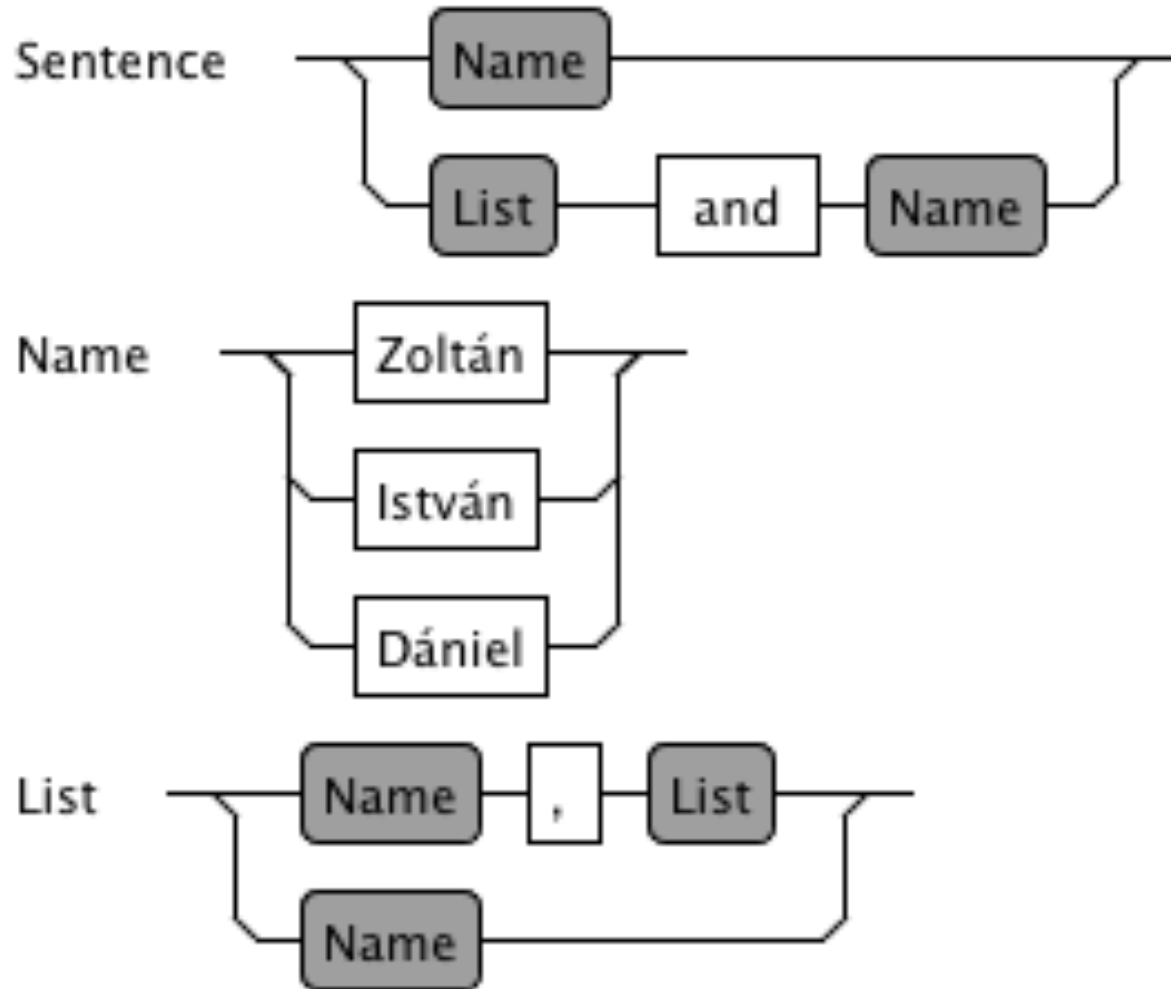 Sentence Name
List and Name
Name Zoltán
István
Dániel
List Name , List
Name